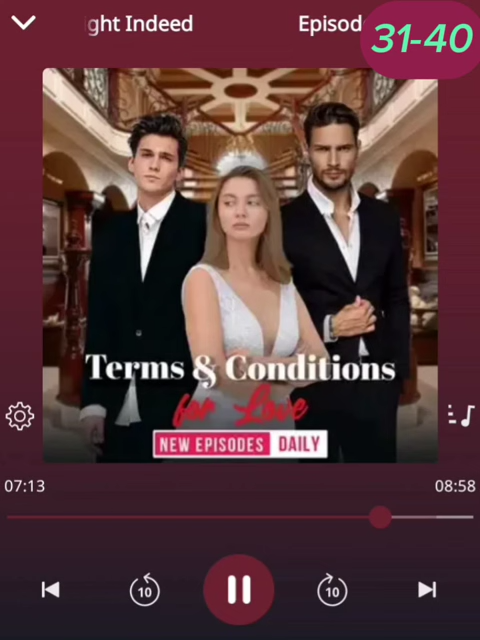 ght Indeed
Episod
31-40
Terms & Conditions
for Love
NEW EPISODES DAILY
07:13
08:58
10
10